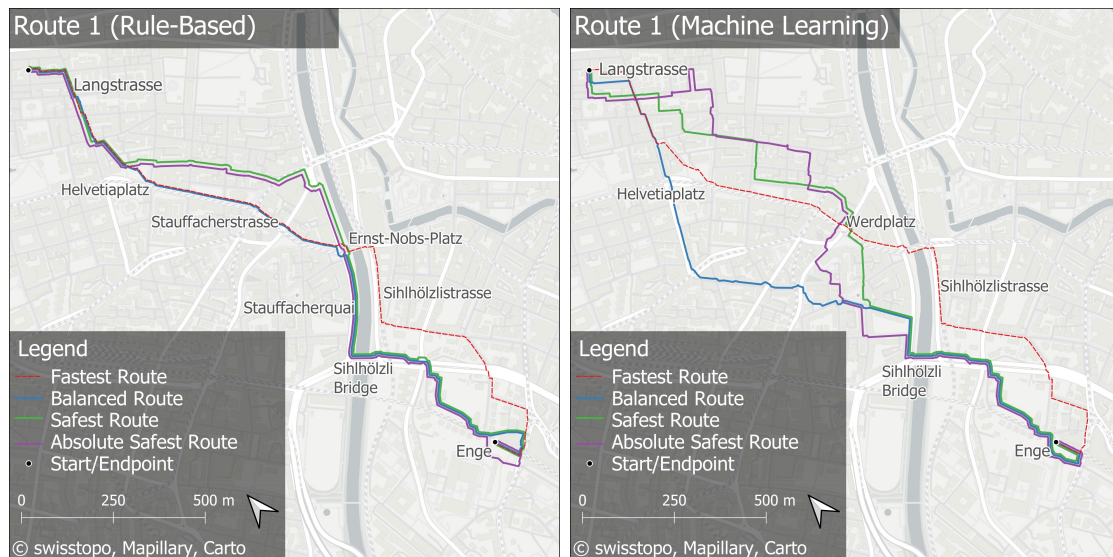 Route 1 (Rule-Based)
Langstrasse
Helvetiaplatz
Stauffacherstrasse
Ernst-Nobs-Platz
Sihlhölzlistrasse
Stauffacherquai
Sihlhölzli
Bridge
Enge
Legend
Fastest Route
Balanced Route
Safest Route
Absolute Safest Route
Start/Endpoint
0 250 500 m
© swisstopo, Mapillary, Carto
Route 1 (Machine Learning)
Langstrasse
Helvetiaplatz
Werdplatz
Sihlhölzlistrasse
Sihlhölzli
Bridge
Enge
Legend
Fastest Route
Balanced Route
Safest Route
Absolute Safest Route
Start/Endpoint
0 250 500 m
© swisstopo, Mapillary, Carto